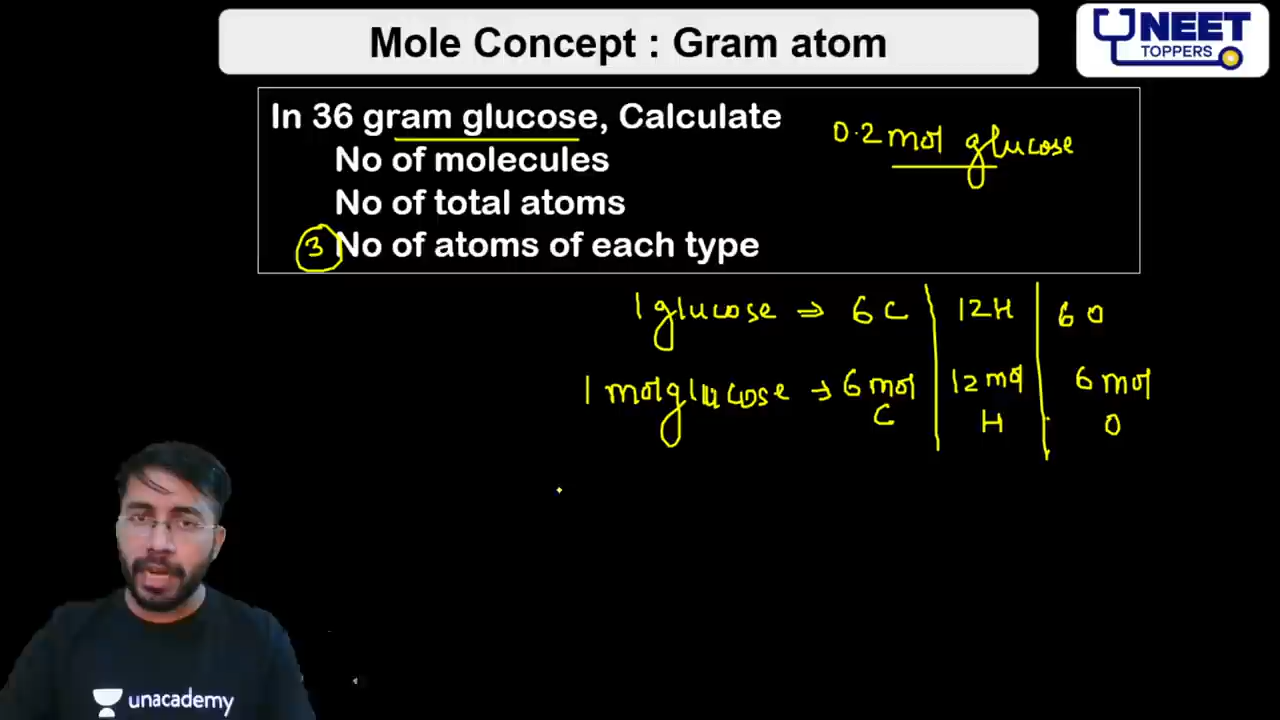 Mole Concept : Gram atom
NEET
TOPPERS
In 36 gram glucose, Calculate
0.2 mol glucose
No of molecules
No of total atoms
3 No of atoms of each type
1 glucose ⇒ 6 C | 12H | 6 O
1 mol glucose → 6 mol C | 12 mol H | 6 mol O
unacademy